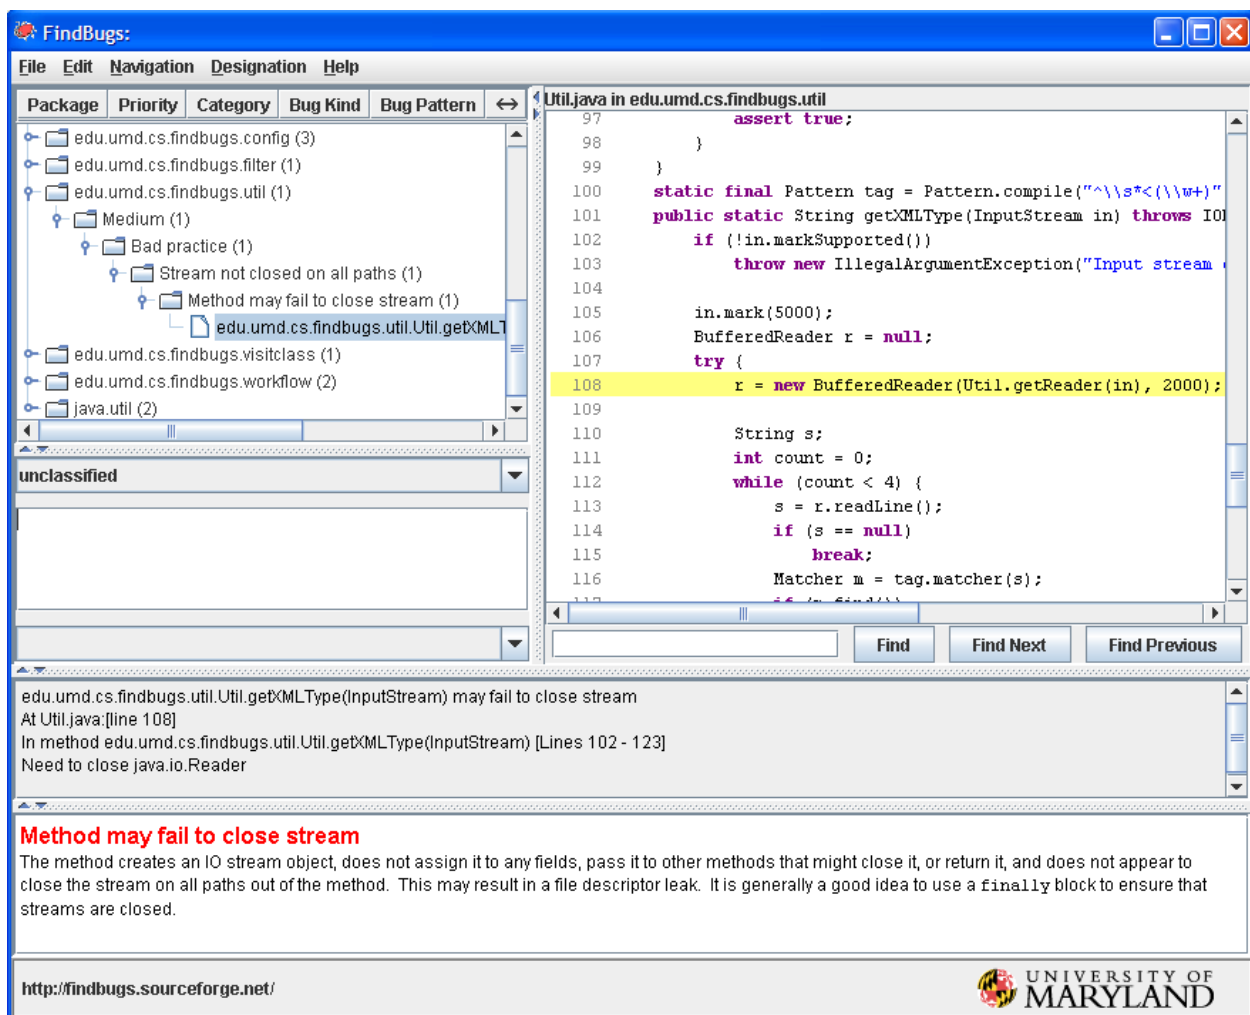 FindBugs:
File Edit Navigation Designation Help
Package Priority Category Bug Kind Bug Pattern
edu.umd.cs.findbugs.config (3)
edu.umd.cs.findbugs.filter (1)
edu.umd.cs.findbugs.util (1)
Medium (1)
Bad practice (1)
Stream not closed on all paths (1)
Method may fail to close stream (1)
edu.umd.cs.findbugs.util.Util.getXML
edu.umd.cs.findbugs.visitclass (1)
edu.umd.cs.findbugs.workflow (2)
java.util (2)
unclassified
Util.java in edu.umd.cs.findbugs.util
97 assert true;
98 }
99 }
100 static final Pattern tag = Pattern.compile("^\\s*<(\\w+)"
101 public static String getXMLType(InputStream in) throws
102 if (!in.markSupported())
103 throw new IllegalArgumentException("Input stream
104
105 in.mark(5000);
106 BufferedReader r = null;
107 try {
108 r = new BufferedReader(Util.getReader(in), 2000);
109
110 String s;
111 int count = 0;
112 while (count < 4) {
113 s = r.readLine();
114 if (s == null)
115 break;
116 Matcher m = tag.matcher(s);
Find Find Next Find Previous
edu.umd.cs.findbugs.util.Util.getXMLType(InputStream) may fail to close stream
At Util.java:[line 108]
In method edu.umd.cs.findbugs.util.Util.getXMLType(InputStream) [Lines 102 - 123]
Need to close java.io.Reader
Method may fail to close stream
The method creates an IO stream object, does not assign it to any fields, pass it to other methods that might close it, or return it, and does not appear to
close the stream on all paths out of the method. This may result in a file descriptor leak. It is generally a good idea to use a finally block to ensure that
streams are closed.
http://findbugs.sourceforge.net/
UNIVERSITY OF
MARYLAND